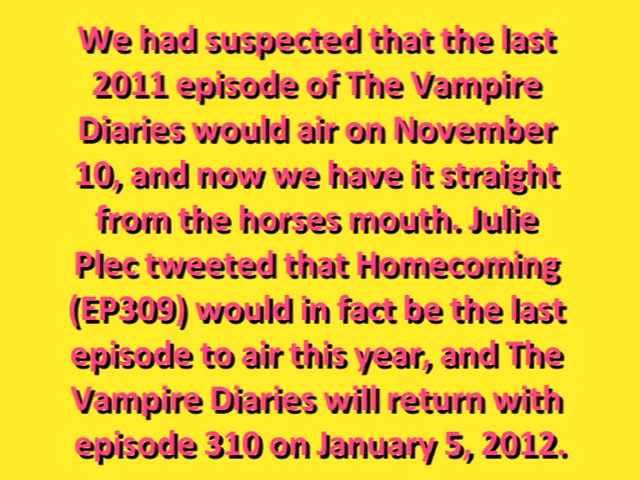 We had suspected that the last
2011 episode of The Vampire
Diaries would air on November
10, and now we have it straight
from the horses mouth. Julie
Plec tweeted that Homecoming
(EP309) would in fact be the last
episode to air this year, and The
Vampire Diaries will return with
episode 310 on January 5, 2012.